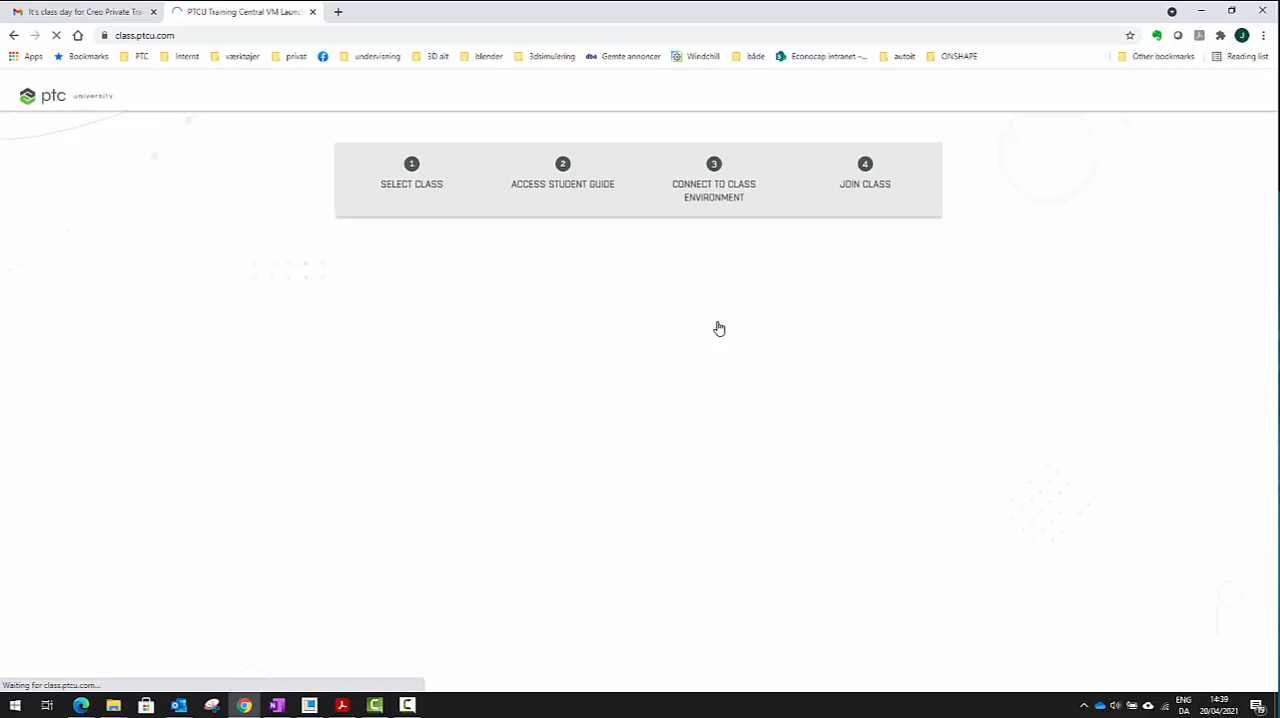 It's class day for Creo Private Trai
PTCU Training Central VM Launc
class.ptcu.com
Apps
Bookmarks
PTC
Internt
værktøjer
privat
undervisning
3D alt
blender
3dsimulering
dba
Gemte annoncer
Windchill
både
Econocap intranet -...
autoit
ONSHAPE
Other bookmarks
Reading list
J
ptc university
1
2
3
4
SELECT CLASS
ACCESS STUDENT GUIDE
CONNECT TO CLASS
ENVIRONMENT
JOIN CLASS
Waiting for class.ptcu.com...
ENG
DA
14:39
20/04/2021